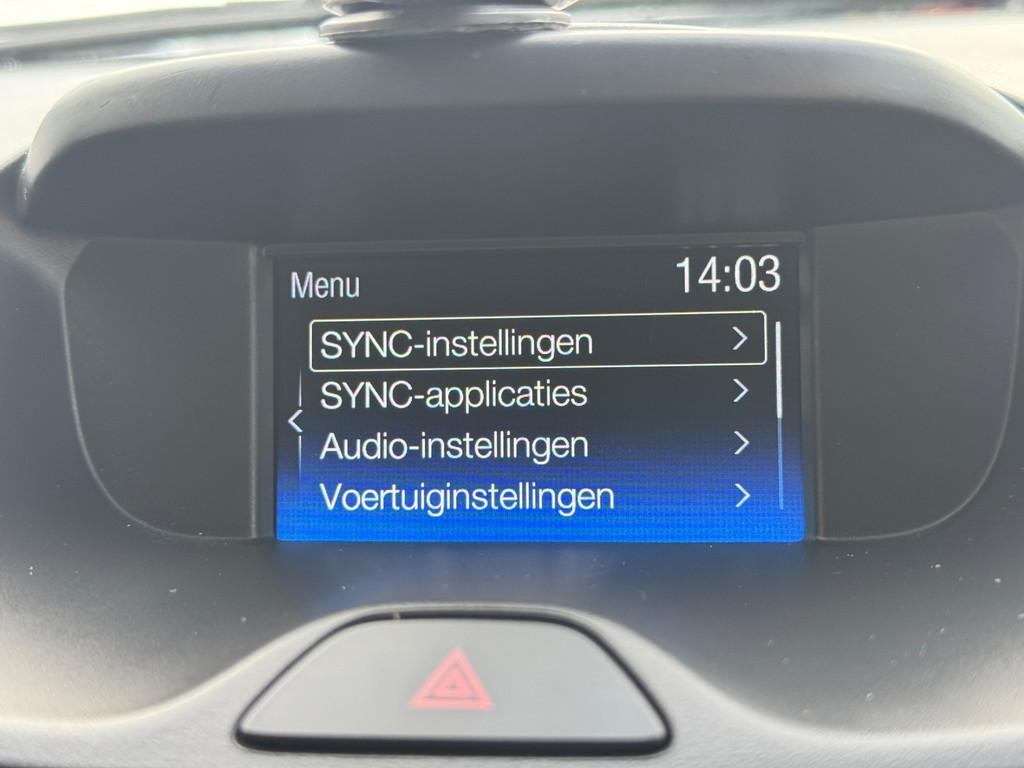 Menu
14:03
SYNC-instellingen
SYNC-applicaties
Audio-instellingen
Voertuiginstellingen